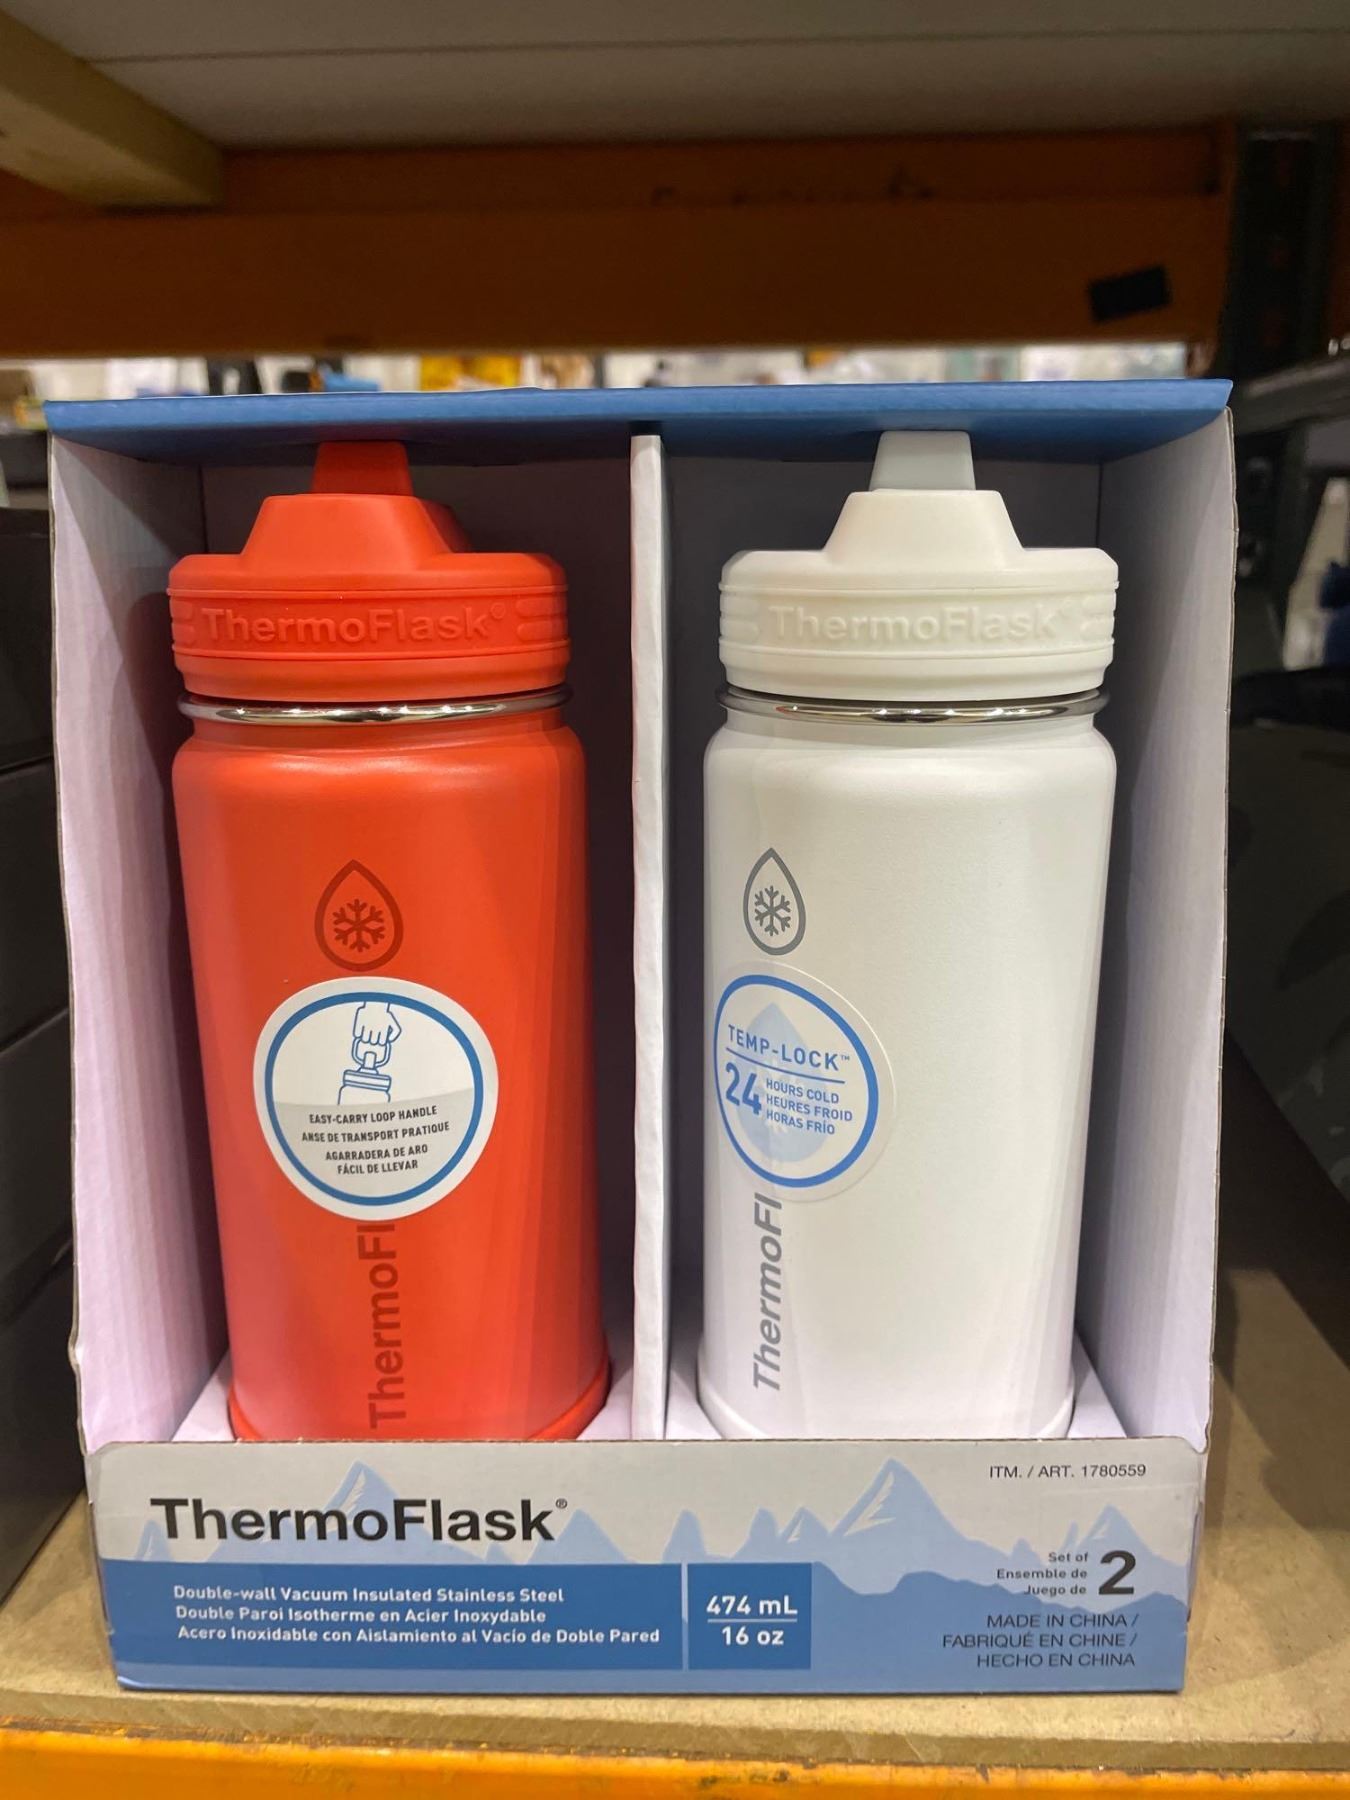 ThermoFlask®
ThermoFlask
EASY-CARRY LOOP HANDLE
ANSE DE TRANSPORT PRATIQUE
AGARRADERA DE ARO
FÁCIL DE LLEVAR
ThermoFl
TEMP-LOCK™
24 HOURS COLD
HEURES FROID
HORAS FRÍO
ThermoFl
ITM. / ART. 1780559
ThermoFlask®
Set of
Ensemble de
Juego de
2
Double-wall Vacuum Insulated Stainless Steel
Double Paroi Isotherme en Acier Inoxydable
Acero Inoxidable con Aislamiento al Vacío de Doble Pared
474 mL
16 oz
MADE IN CHINA /
FABRIQUÉ EN CHINE /
HECHO EN CHINA